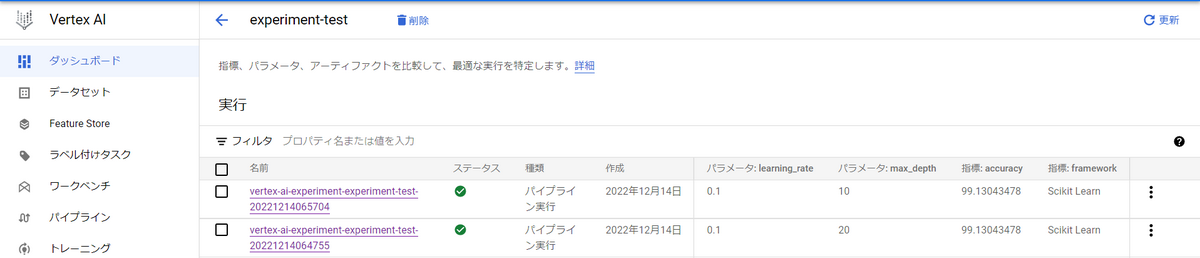 Vertex AI
experiment-test
削除
更新
ダッシュボード
データセット
Feature Store
ラベル付けタスク
ワークベンチ
パイプライン
トレーニング
指標、パラメータ、アーティファクトを比較して、最適な実行を特定します。詳細
実行
フィルタ プロパティ名または値を入力
名前 ステータス 種類 作成 パラメータ: learning_rate パラメータ: max_depth 指標: accuracy 指標: framework
vertex-ai-experiment-experiment-test- パイプライ 2022年12月14日 0.1 10 99.13043478 Scikit Learn
20221214065704 ン実行
vertex-ai-experiment-experiment-test- パイプライ 2022年12月14日 0.1 20 99.13043478 Scikit Learn
20221214064755 ン実行